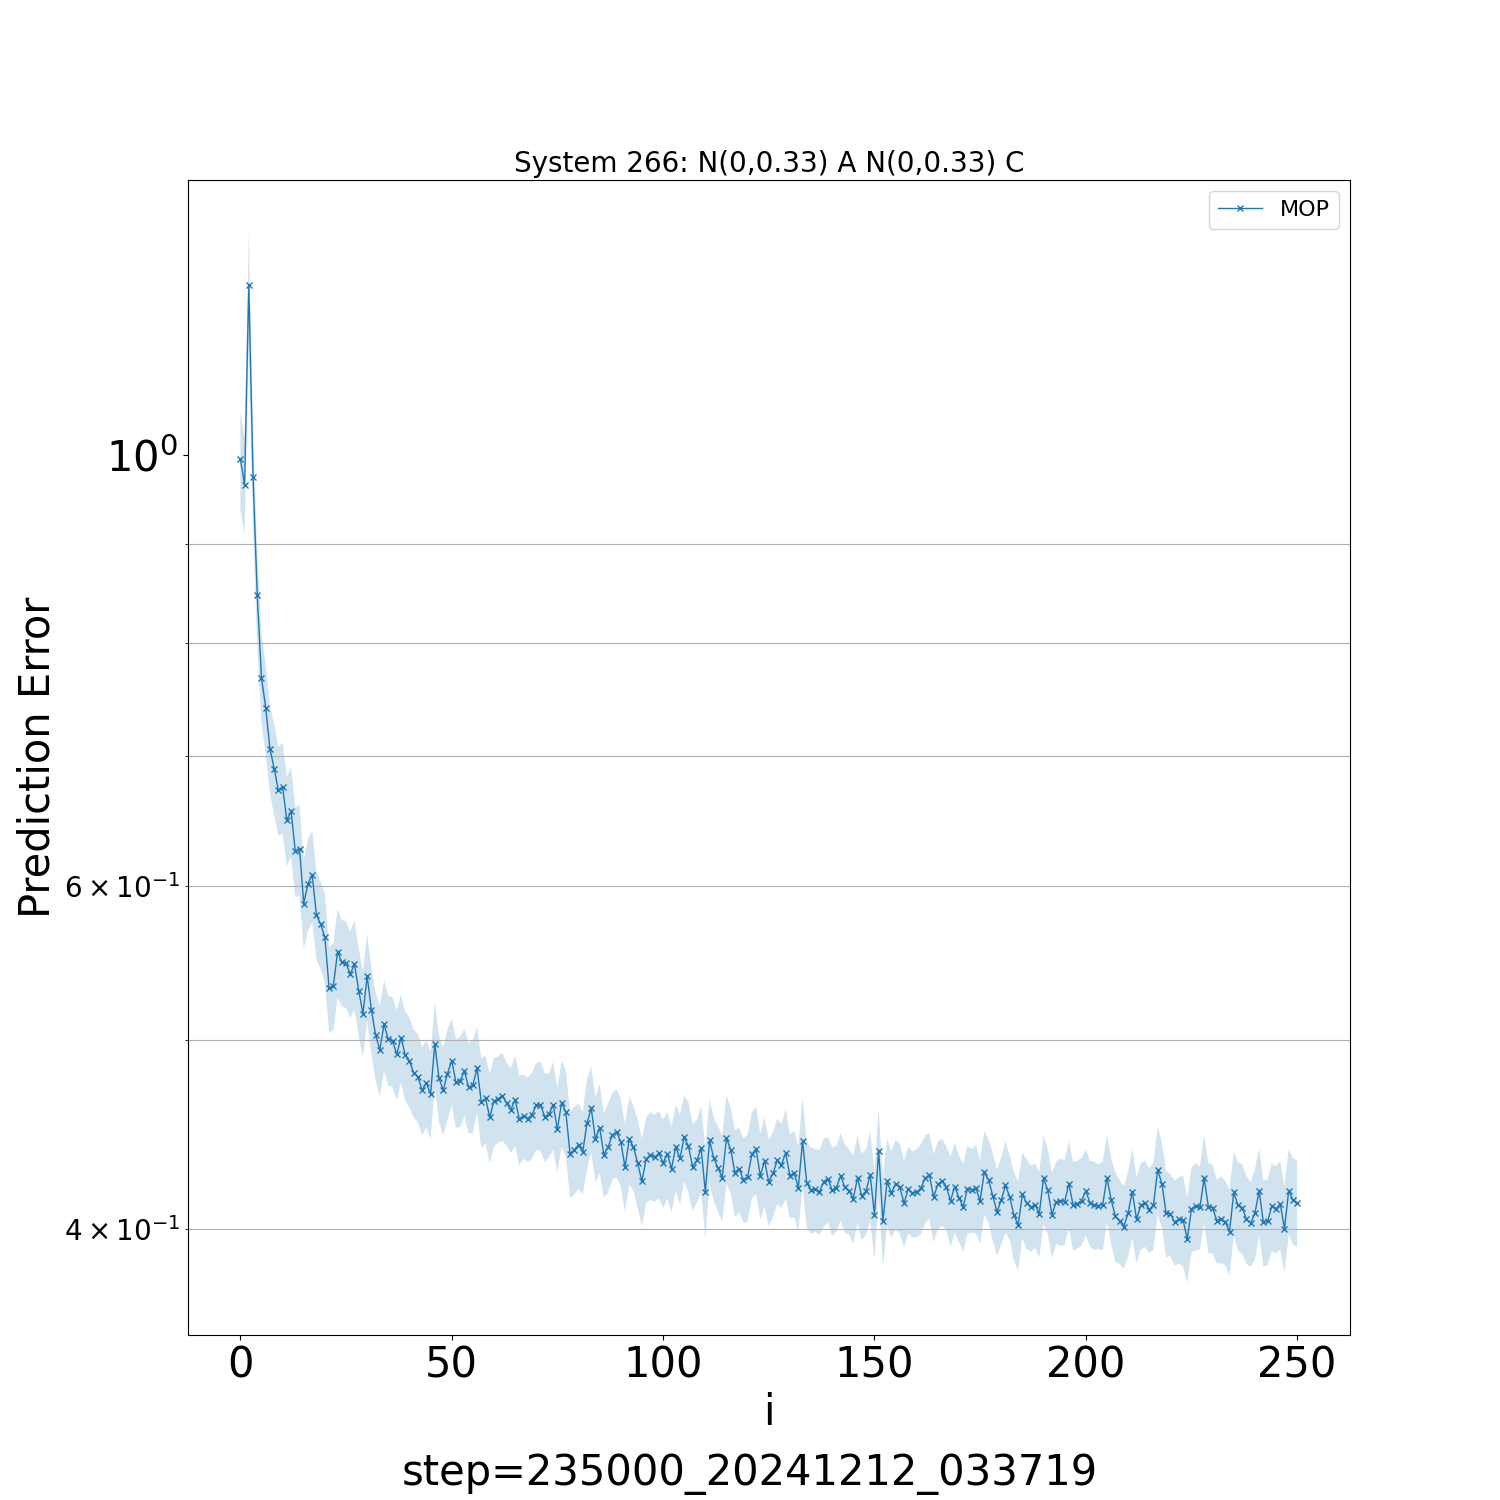 System 266: N(0,0.33) A N(0,0.33) C
MOP
Prediction Error
10⁰
6 × 10⁻¹
4 × 10⁻¹
0 50 100 150 200 250
i
step=235000_20241212_033719